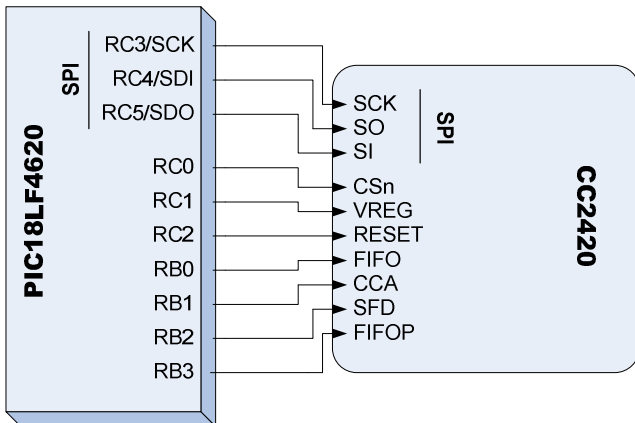 PIC18LF4620
SPI
RC3/SCK
RC4/SDI
RC5/SDO
RC0
RC1
RC2
RB0
RB1
RB2
RB3
SCK
SO
SI
SPI
CSn
VREG
RESET
FIFO
CCA
SFD
FIFOP
CC2420